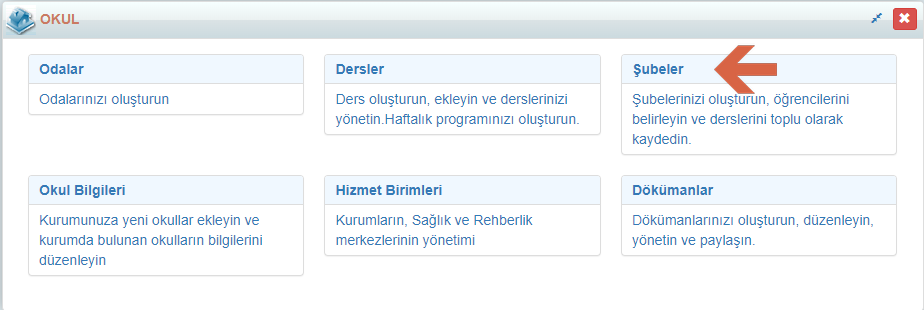 OKUL
Odalar
Odalarınızı oluşturun
Dersler
Ders oluşturun, ekleyin ve derslerinizi
yönetin.Haftalık programınızı oluşturun.
Şubeler
Şubelerinizi oluşturun, öğrencilerini
belirleyin ve derslerini toplu olarak
kaydedin.
Okul Bilgileri
Kurumunuza yeni okullar ekleyin ve
kurumda bulunan okulların bilgilerini
düzenleyin
Hizmet Birimleri
Kurumların, Sağlık ve Rehberlik
merkezlerinin yönetimi
Dökümanlar
Dökümanlarınızı oluşturun, düzenleyin,
yönetin ve paylaşın.